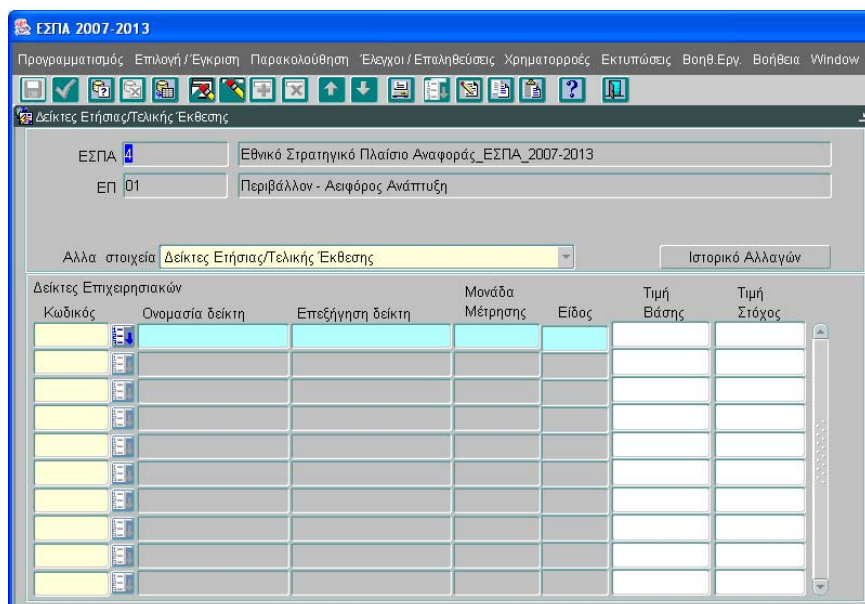 ΕΣΠΑ 2007-2013
Προγραμματισμός Επιλογή / Έγκριση Παρακολούθηση Έλεγχοι / Επαληθεύσεις Χρηματορροές Εκτυπώσεις Βοηθ.Εργ. Βοήθεια Window
Δείκτες Ετήσιας/Τελικής Έκθεσης
ΕΣΠΑ 4 Εθνικό Στρατηγικό Πλαίσιο Αναφοράς_ΕΣΠΑ_2007-2013
ΕΠ 01 Περιβάλλον - Αειφόρος Ανάπτυξη
Αλλα στοιχεία Δείκτες Ετήσιας/Τελικής Έκθεσης Ιστορικό Αλλαγών
Δείκτες Επιχειρησιακών
Κωδικός Ονομασία δείκτη Επεξήγηση δείκτη Μονάδα Μέτρησης Είδος Τιμή Βάσης Τιμή Στόχος